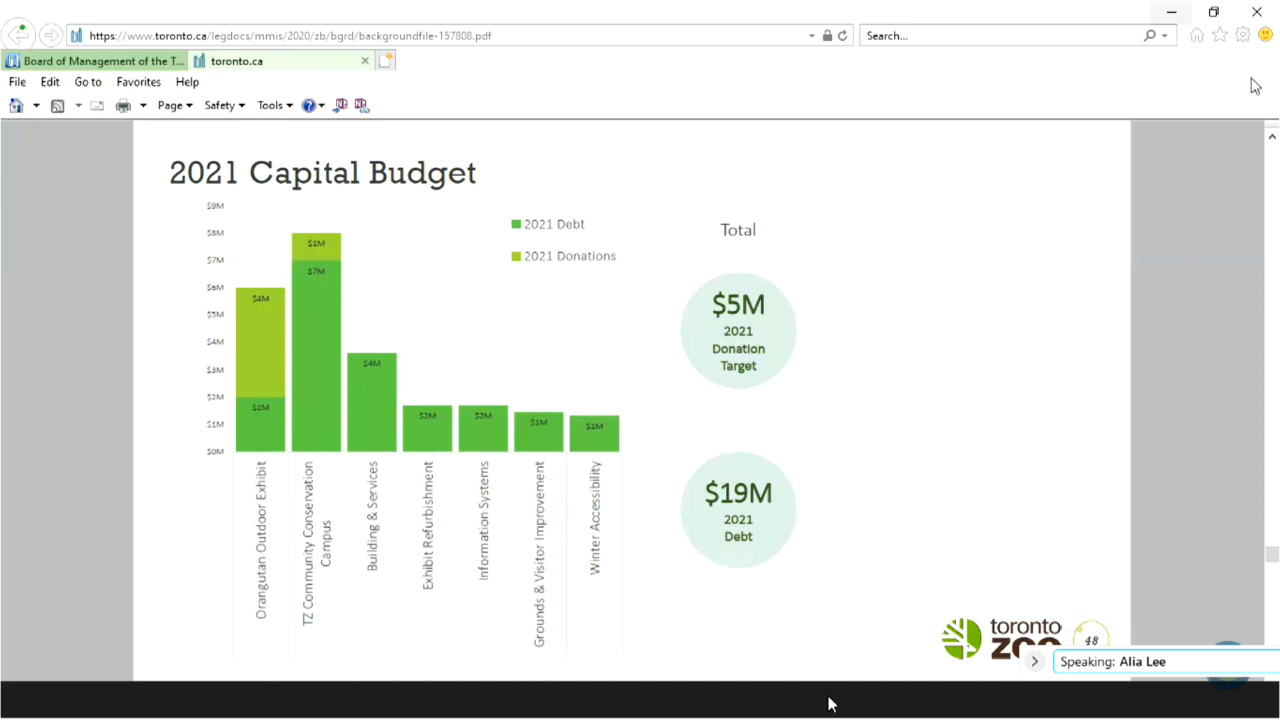 https://www.toronto.ca/legdocs/mmis/2020/zb/bgrd/backgroundfile-157808.pdf
Search...
Board of Management of the T...
toronto.ca
File Edit Go to Favorites Help
Page Safety Tools
2021 Capital Budget
$9M
$8M
$7M
$6M
$5M
$4M
$3M
$2M
$1M
$0M
$4M
$2M
$1M
$7M
$4M
$2M
$2M
$1M
$1M
2021 Debt
2021 Donations
Orangutan Outdoor Exhibit
TZ Community Conservation
Campus
Building & Services
Exhibit Refurbishment
Information Systems
Grounds & Visitor Improvement
Winter Accessibility
Total
$5M
2021
Donation
Target
$19M
2021
Debt
toronto
zoo
48
Speaking: Alia Lee